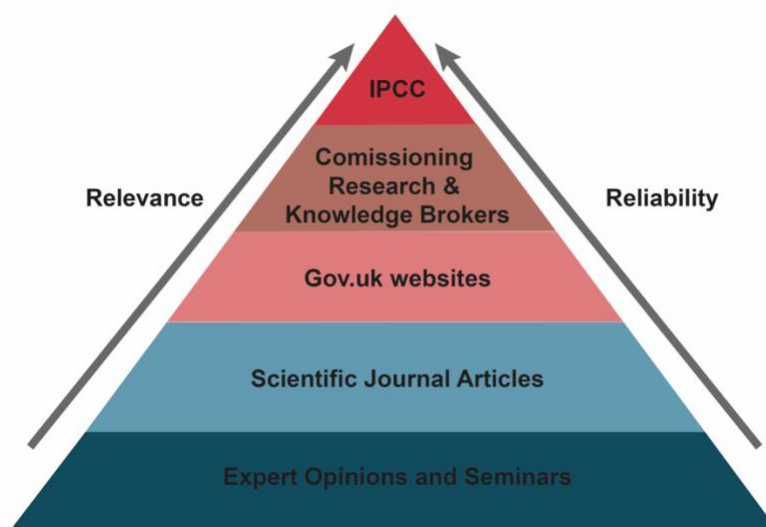 IPCC
Comissioning
Research &
Knowledge Brokers
Relevance
Reliability
Gov.uk websites
Scientific Journal Articles
Expert Opinions and Seminars